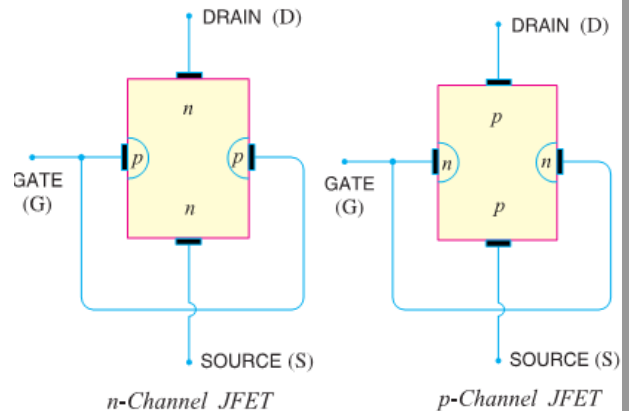 DRAIN (D)
n
p
p
GATE
(G)
n
SOURCE (S)
n-Channel JFET
DRAIN (D)
p
n
n
GATE
(G)
p
SOURCE (S)
p-Channel JFET